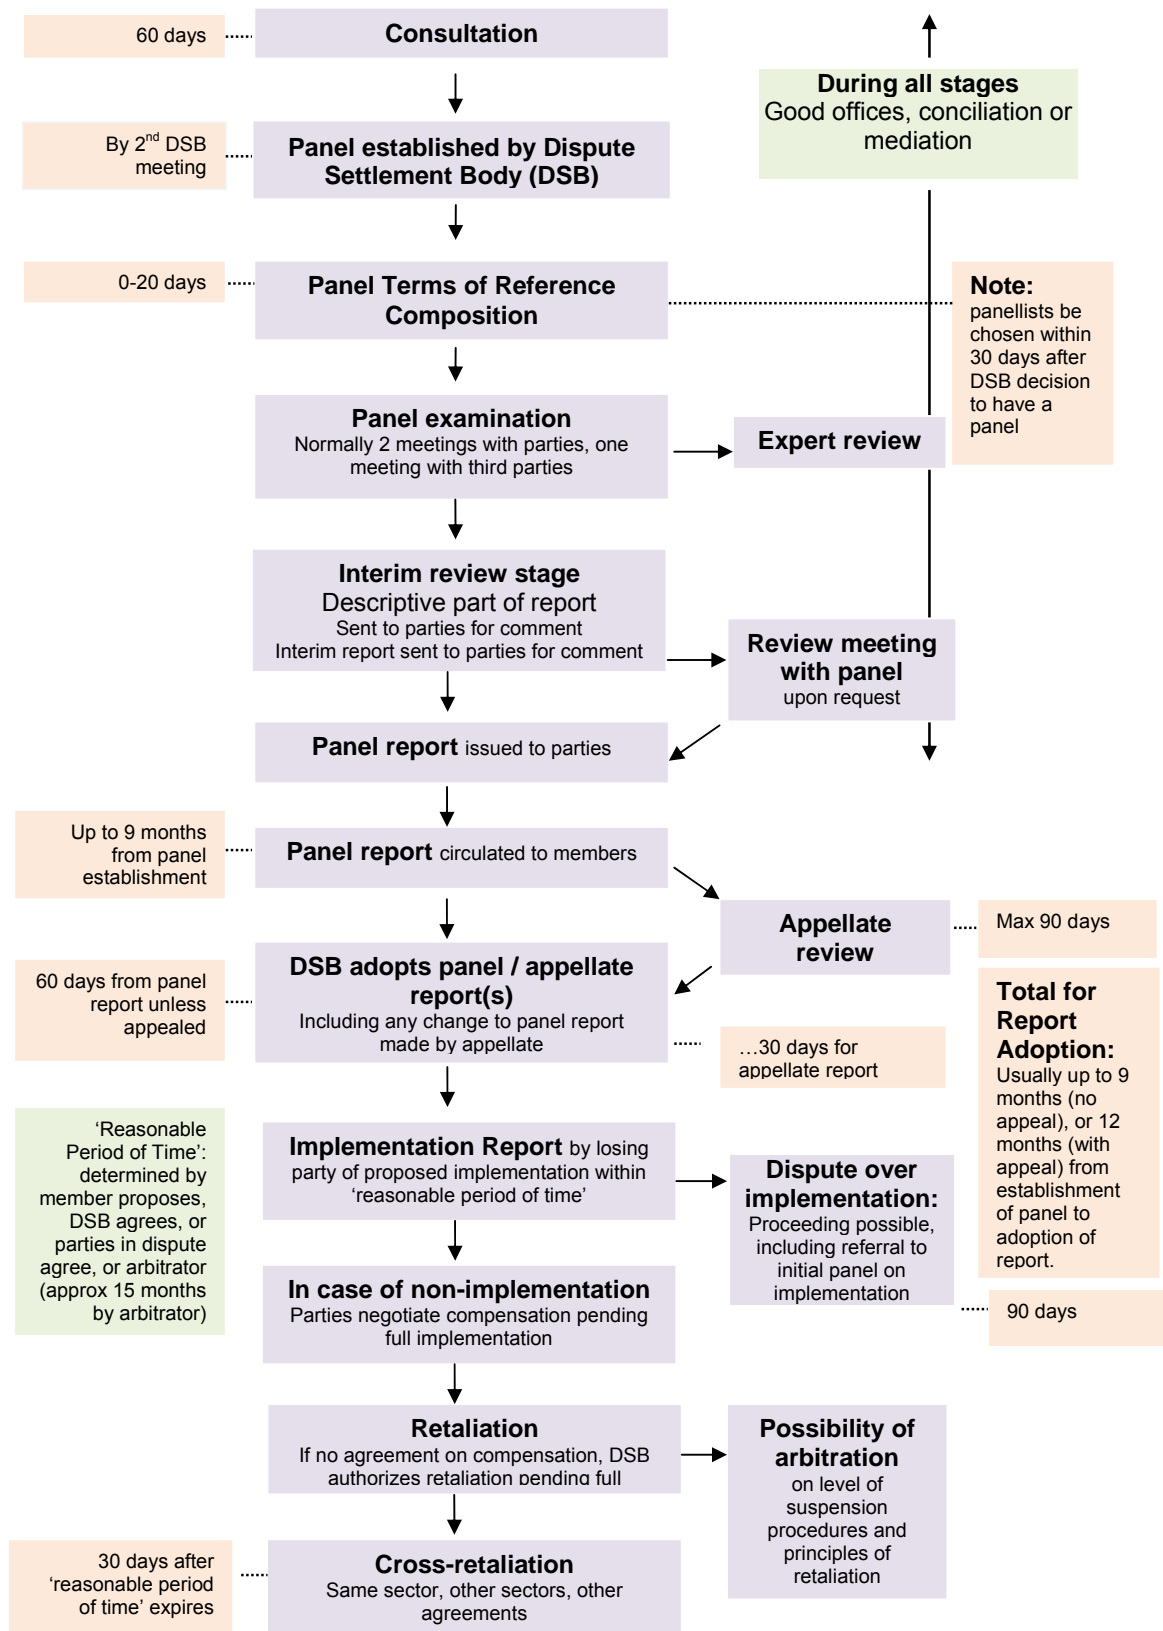 60 days
Consultation
During all stages
Good offices, conciliation or
mediation
By 2nd DSB
meeting
Panel established by Dispute
Settlement Body (DSB)
0-20 days
Panel Terms of Reference
Composition
Note:
panellists be
chosen within
30 days after
DSB decision
to have a
panel
Panel examination
Normally 2 meetings with parties, one
meeting with third parties
Expert review
Interim review stage
Descriptive part of report
Sent to parties for comment
Interim report sent to parties for comment
Review meeting
with panel
upon request
Panel report issued to parties
Up to 9 months
from panel
establishment
Panel report circulated to members
Appellate
review
Max 90 days
60 days from panel
report unless
appealed
DSB adopts panel / appellate
report(s)
Including any change to panel report
made by appellate
…30 days for
appellate report
Total for
Report
Adoption:
Usually up to 9
months (no
appeal), or 12
months (with
appeal) from
establishment
of panel to
adoption of
report.
‘Reasonable
Period of Time’:
determined by
member proposes,
DSB agrees, or
parties in dispute
agree, or arbitrator
(approx 15 months
by arbitrator)
Implementation Report by losing
party of proposed implementation within
‘reasonable period of time’
Dispute over
implementation:
Proceeding possible,
including referral to
initial panel on
implementation
90 days
In case of non-implementation
Parties negotiate compensation pending
full implementation
Retaliation
If no agreement on compensation, DSB
authorizes retaliation pending full
Possibility of
arbitration
on level of
suspension
procedures and
principles of
retaliation
30 days after
‘reasonable period
of time’ expires
Cross-retaliation
Same sector, other sectors, other
agreements